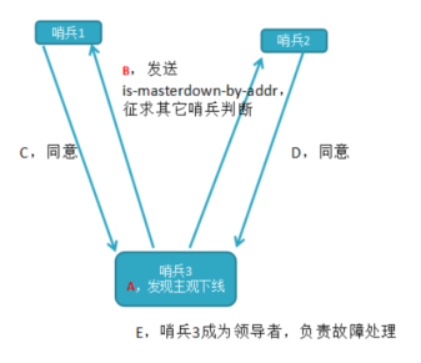 哨兵1
哨兵2
B，发送
is-masterdown-by-addr，
征求其它哨兵判断
C，同意
D，同意
哨兵3
A，发现主观下线
E，哨兵3成为领导者，负责故障处理